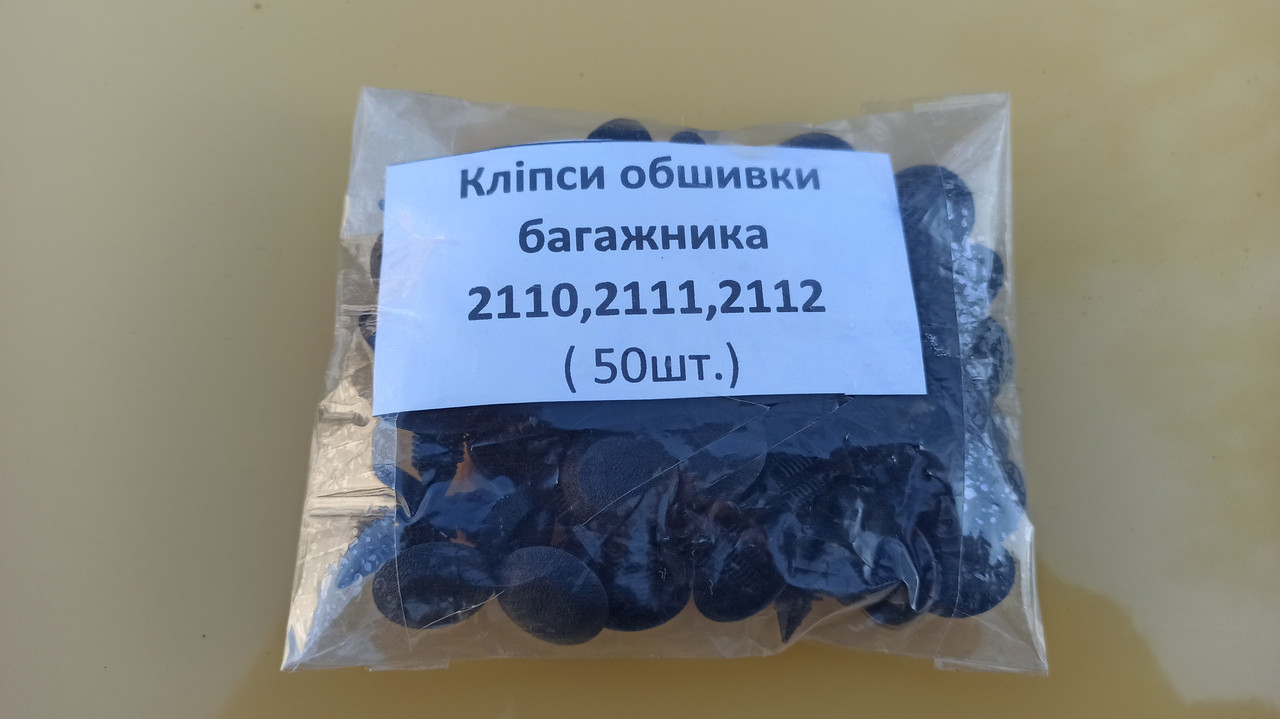 Кліпси обшивки
багажника
2110,2111,2112
( 50шт.)